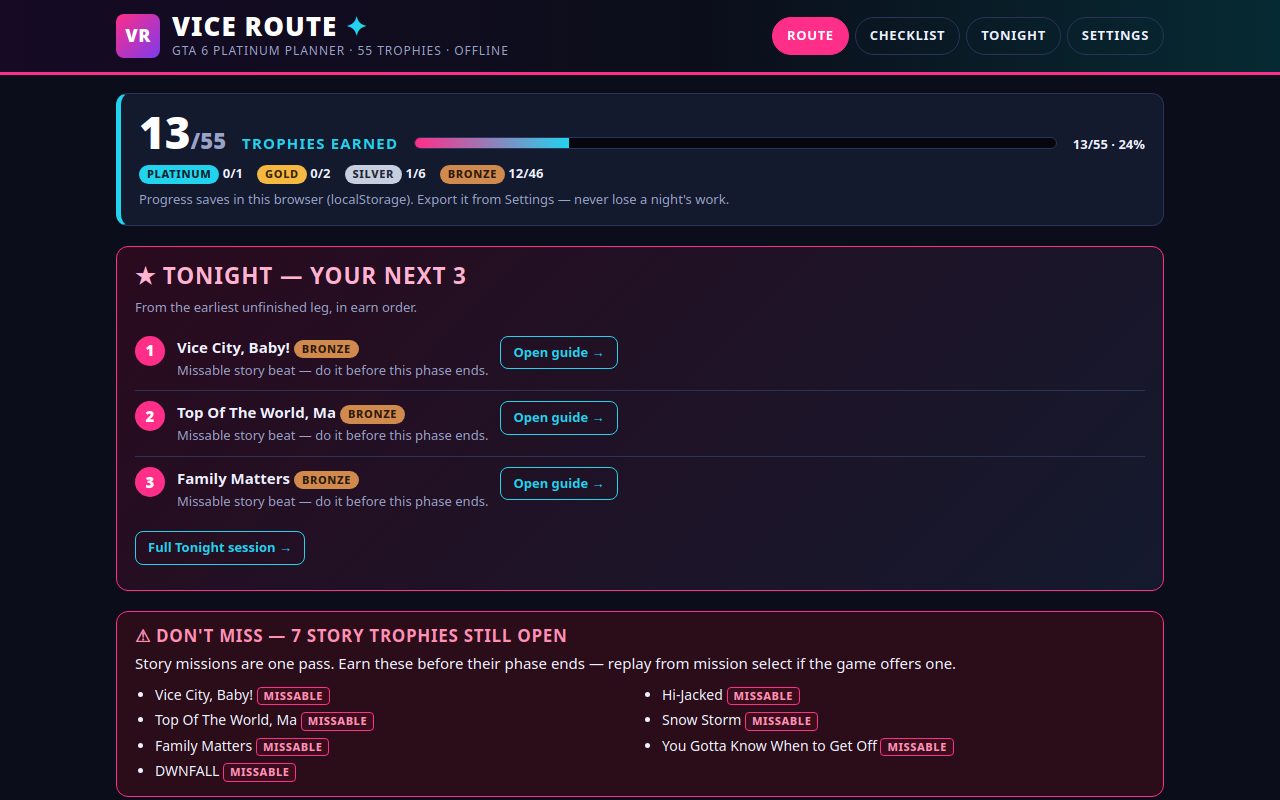 VR
VICE ROUTE ✦
GTA 6 PLATINUM PLANNER · 55 TROPHIES · OFFLINE
ROUTE
CHECKLIST
TONIGHT
SETTINGS
13/55 TROPHIES EARNED
13/55 · 24%
PLATINUM 0/1 GOLD 0/2 SILVER 1/6 BRONZE 12/46
Progress saves in this browser (localStorage). Export it from Settings — never lose a night's work.
★ TONIGHT — YOUR NEXT 3
From the earliest unfinished leg, in earn order.
1 Vice City, Baby! BRONZE
Missable story beat — do it before this phase ends.
Open guide →
2 Top Of The World, Ma BRONZE
Missable story beat — do it before this phase ends.
Open guide →
3 Family Matters BRONZE
Missable story beat — do it before this phase ends.
Open guide →
Full Tonight session →
⚠ DON'T MISS — 7 STORY TROPHIES STILL OPEN
Story missions are one pass. Earn these before their phase ends — replay from mission select if the game offers one.
• Vice City, Baby! MISSABLE
• Top Of The World, Ma MISSABLE
• Family Matters MISSABLE
• DWNFALL MISSABLE
• Hi-Jacked MISSABLE
• Snow Storm MISSABLE
• You Gotta Know When to Get Off MISSABLE